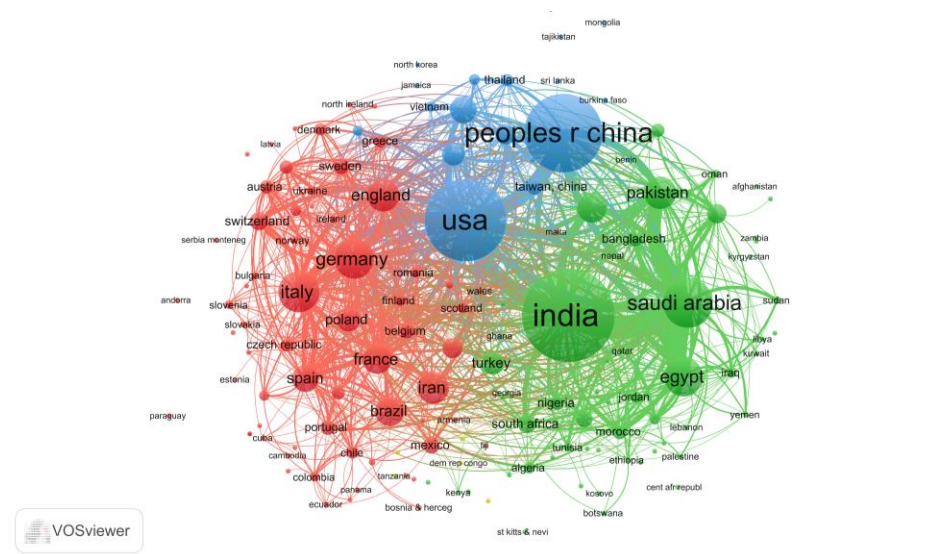 mongolia
tajikistan
north korea
thailand
sri lanka
jamaica
north ireland
vietnam
burkina faso
denmark
peoples r china
latvia
greece
sweden
benin
oman
austria
ukraine
england
taiwan, china
pakistan
afghanistan
switzerland
ireland
usa
serbia monteneg
norway
malta
bangladesh
zambia
germany
nepal
kyrgyzstan
bulgaria
romania
andorra
italy
finland
wales
saudi arabia
sudan
slovenia
scotland
india
slovakia
poland
belgium
ghana
libya
czech republic
france
turkey
qatar
kuwait
estonia
spain
iran
egypt
iraq
georgia
jordan
paraguay
brazil
nigeria
yemen
portugal
armenia
south africa
morocco
lebanon
cuba
mexico
fiji
tunisia
cambodia
chile
dem rep congo
algeria
ethiopia
palestine
colombia
panama
tanzania
kenya
kosovo
cent afr republ
ecuador
bosnia & herceg
botswana
st kitts & nevi
VOSviewer